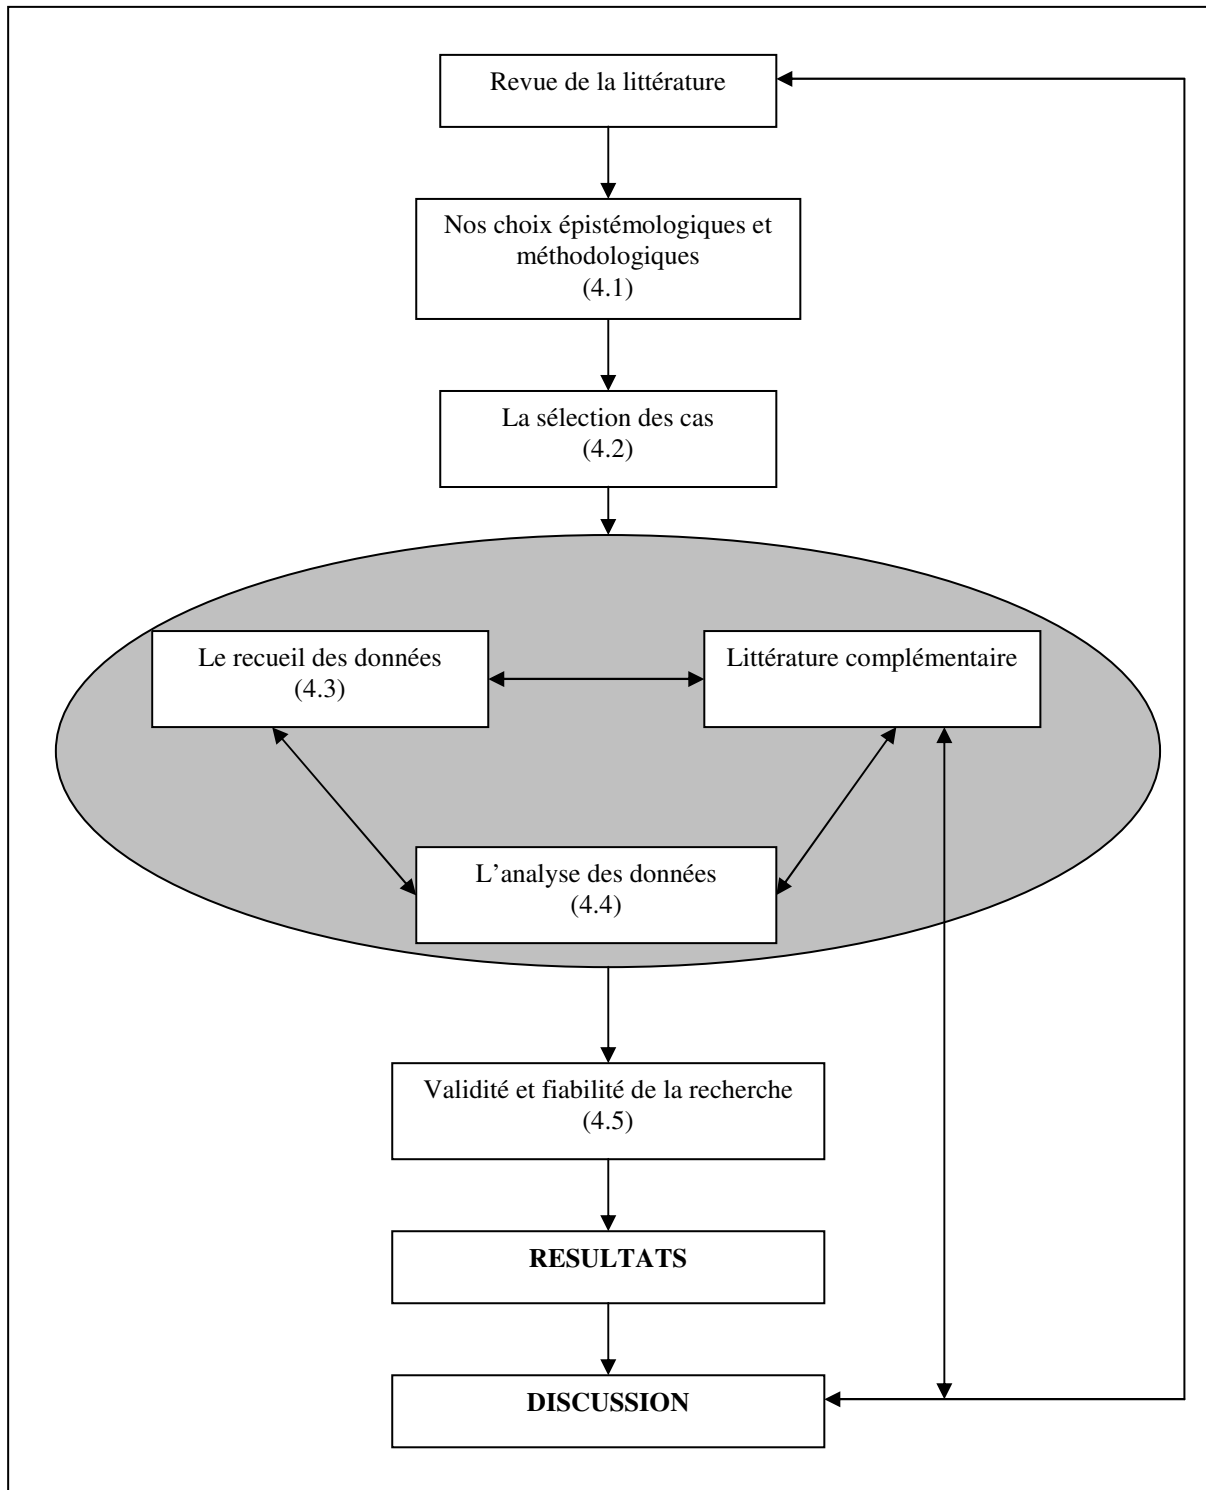 Revue de la littérature
Nos choix épistémologiques et
méthodologiques
(4.1)
La sélection des cas
(4.2)
Le recueil des données
(4.3)
Littérature complémentaire
L’analyse des données
(4.4)
Validité et fiabilité de la recherche
(4.5)
RESULTATS
DISCUSSION